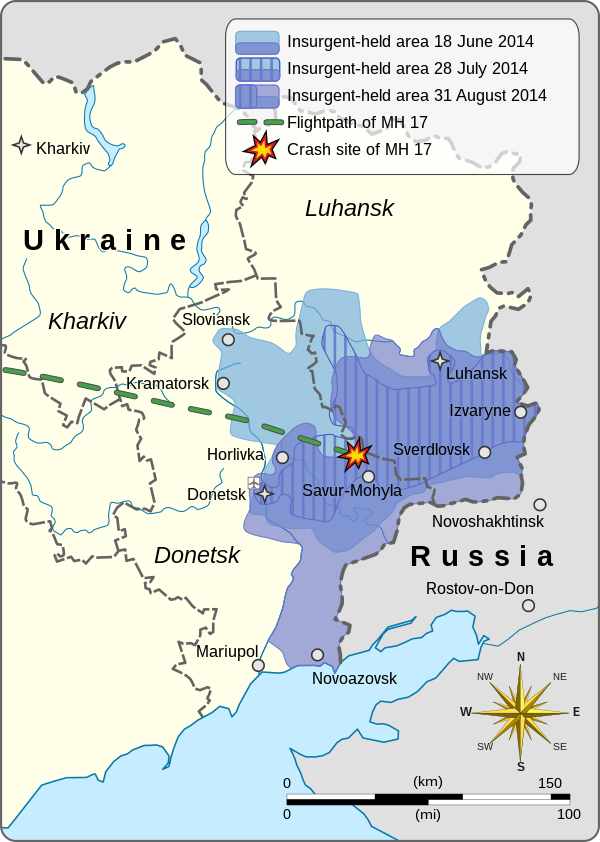 Insurgent-held area 18 June 2014
Insurgent-held area 28 July 2014
Insurgent-held area 31 August 2014
Flightpath of MH 17
Crash site of MH 17
Kharkiv
Luhansk
Ukraine
Kharkiv
Sloviansk
Kramatorsk
Luhansk
Izvaryne
Horlivka
Sverdlovsk
Donetsk
Savur-Mohyla
Novoshakhtinsk
Donetsk
Russia
Rostov-on-Don
Mariupol
Novoazovsk
N
NW
NE
W
E
SW
SE
S
0
(km)
150
0
(mi)
100